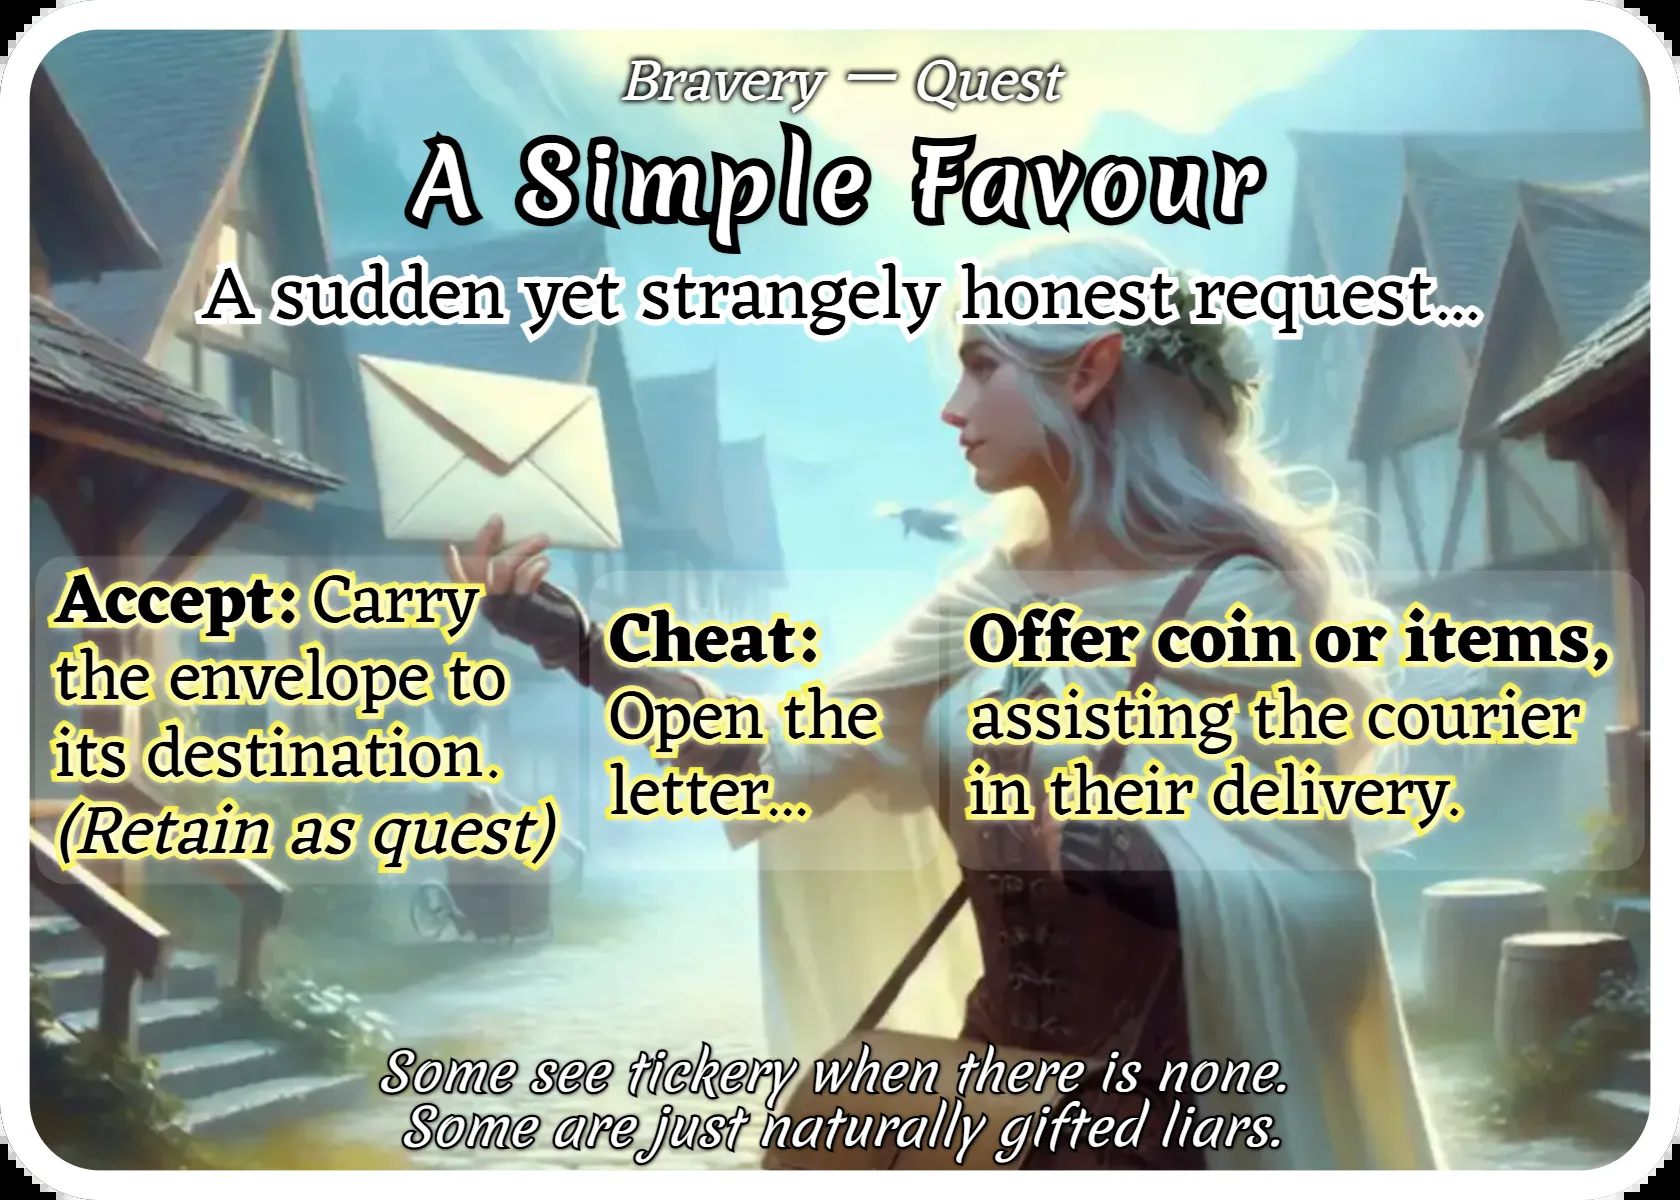 Bravery — Quest
A Simple Favour
A sudden yet strangely honest request...
Accept: Carry
the envelope to
its destination.
(Retain as quest)
Cheat:
Open the
letter...
Offer coin or items,
assisting the courier
in their delivery.
Some see tickery when there is none.
Some are just naturally gifted liars.